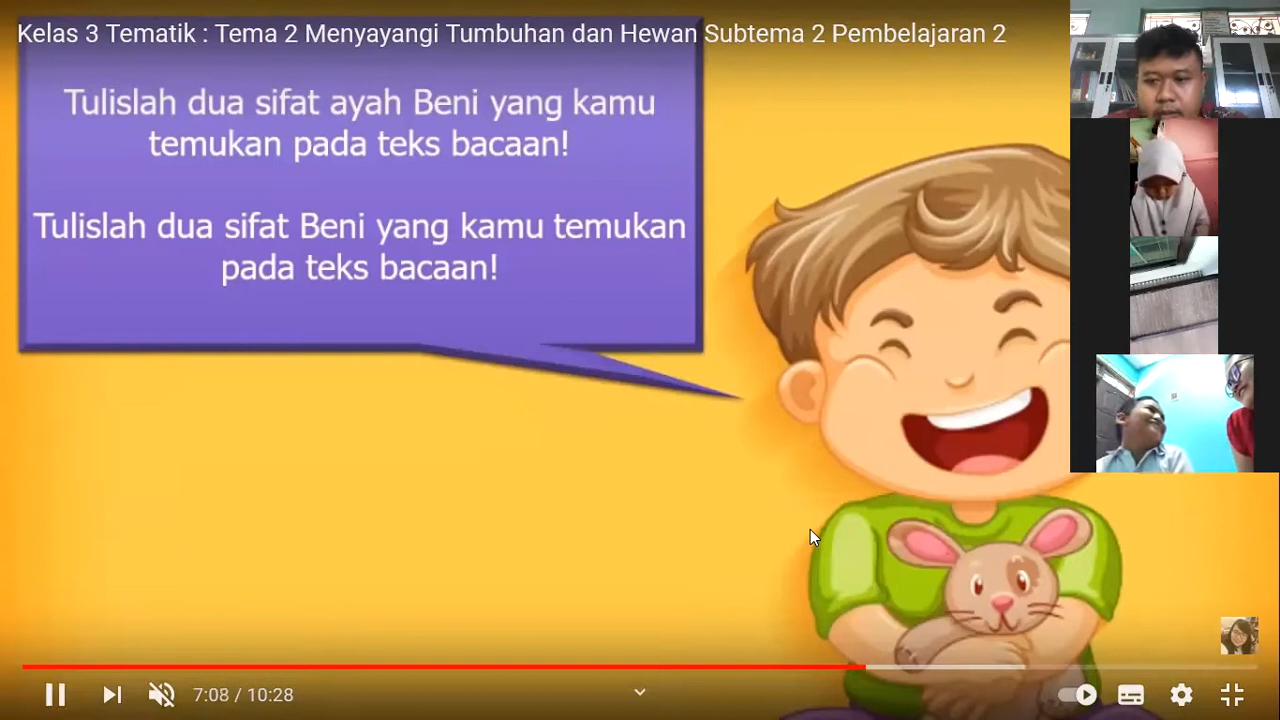 Kelas 3 Tematik : Tema 2 Menyayangi Tumbuhan dan Hewan Subtema 2 Pembelajaran 2
Tulislah dua sifat ayah Beni yang kamu
temukan pada teks bacaan!
Tulislah dua sifat Beni yang kamu temukan
pada teks bacaan!
7:08 / 10:28